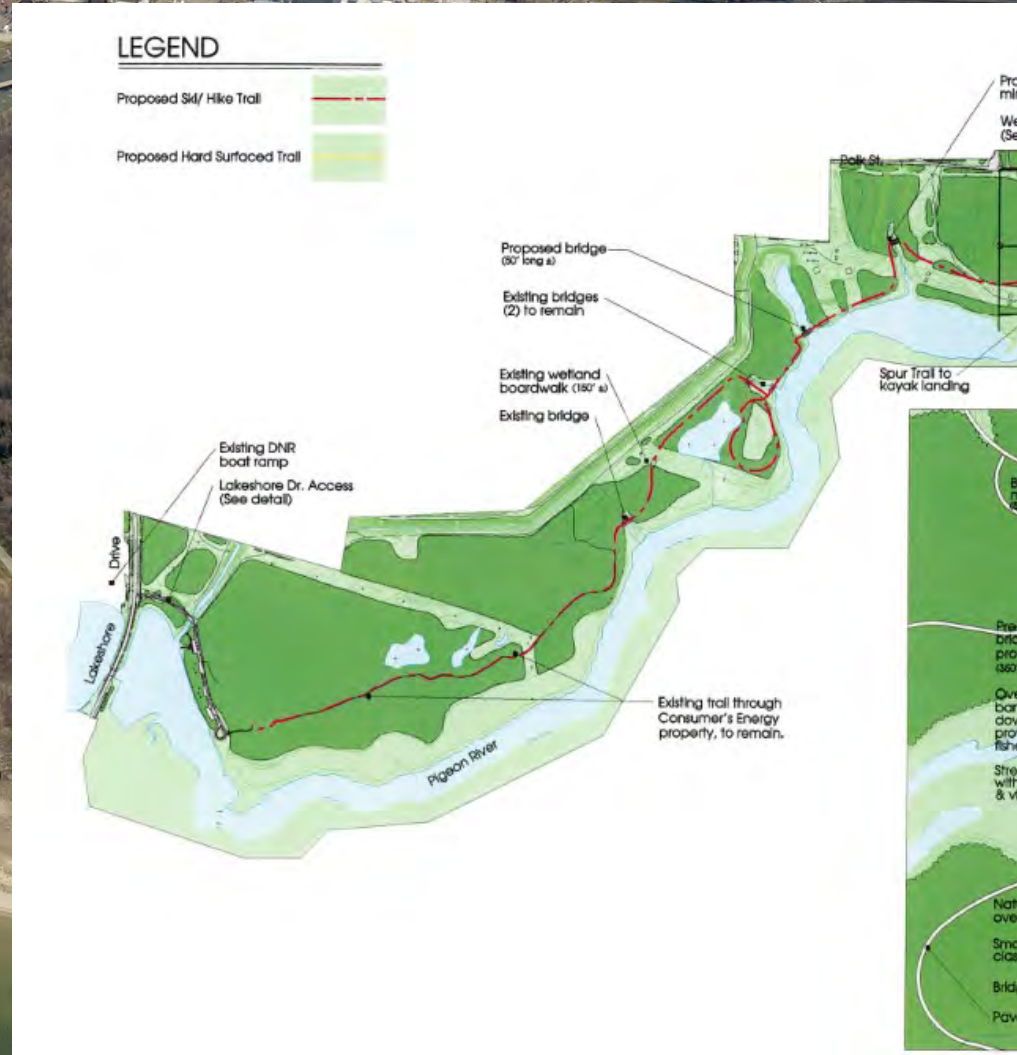 LEGEND
Proposed Ski/ Hike Trail
Proposed Hard Surfaced Trail
Polk St.
Proposed bridge
(50' long ±)
Existing bridges
(2) to remain
Existing wetland
boardwalk (150' ±)
Existing bridge
Spur Trail to
kayak landing
Existing DNR
boat ramp
Lakeshore Dr. Access
(See detail)
Drive
Lakeshore
Existing trail through
Consumer's Energy
property, to remain.
Pigeon River